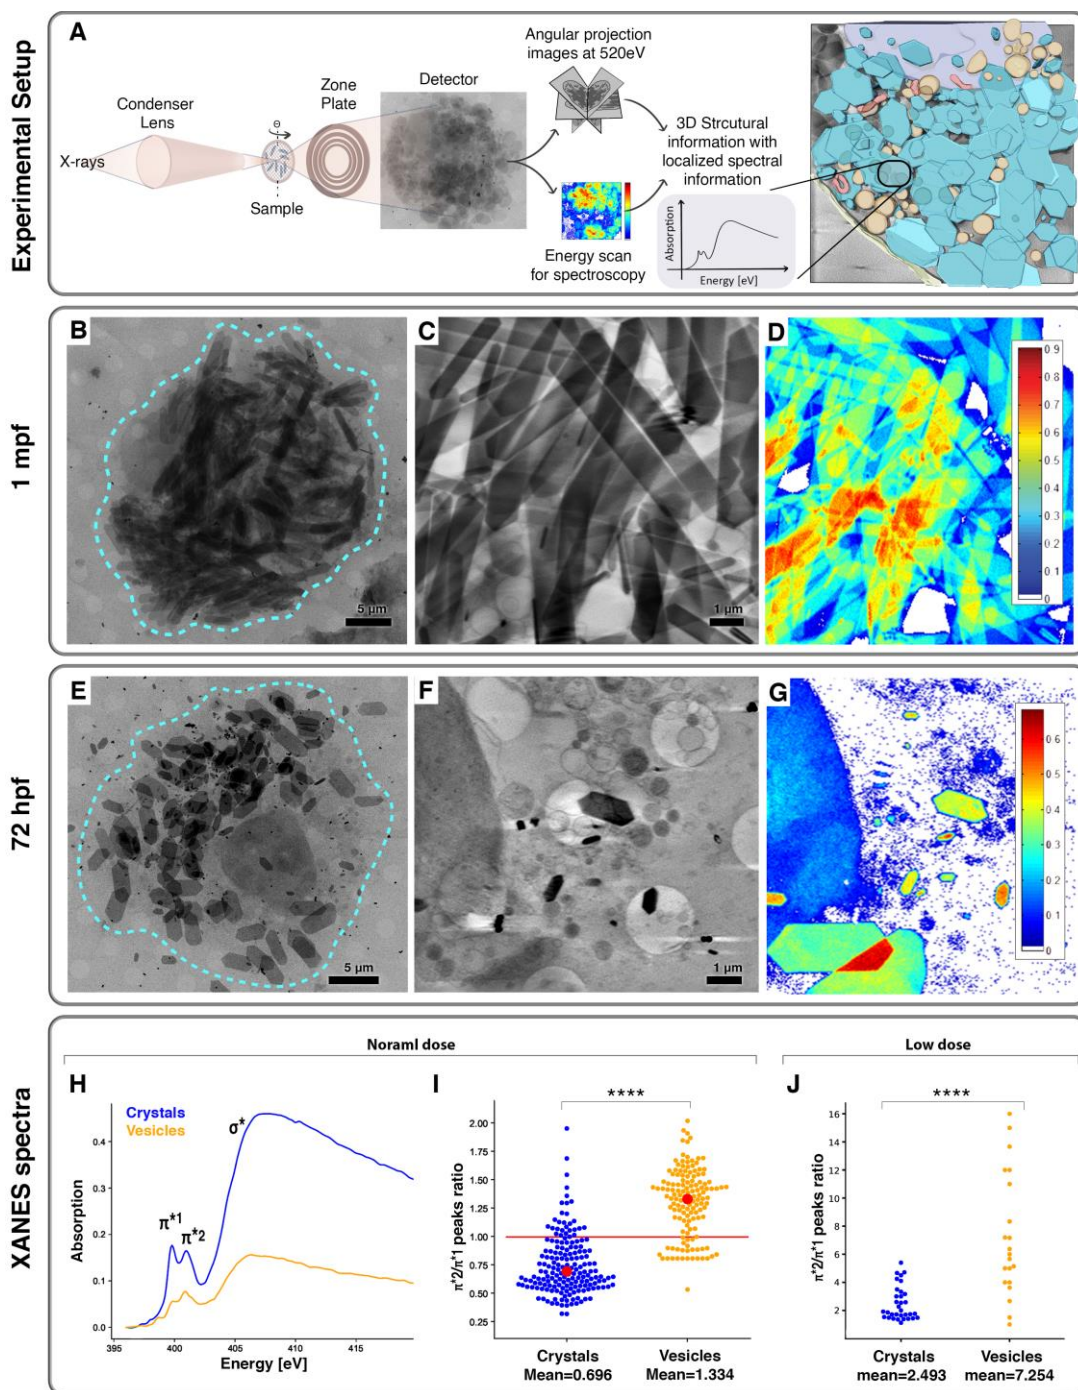 Experimental Setup
A
Angular projection
images at 520eV
Condenser
Lens
Zone
Plate
Detector
Θ
X-rays
Sample
3D Strcutural
information with
localized spectral
information
Energy scan
for spectroscopy
Absorption
Energy [eV]
1 mpf
B
5 µm
C
1 µm
D
0 9
0 8
0 7
0 6
0 5
0 4
0 3
0 2
0 1
0
72 hpf
E
5 µm
F
1 µm
G
0 6
0 5
0 4
0 3
0 2
0 1
0
XANES spectra
Noraml dose
Low dose
H
Crystals
Vesicles
π*1
π*2
σ*
Absorption
0.4
0.3
0.2
0.1
0.0
395 400 405 410 415
Energy [eV]
I
****
π*2/π*1 peaks ratio
2.00
1.75
1.50
1.25
1.00
0.75
0.50
0.25
Crystals Vesicles
Mean=0.696 Mean=1.334
J
****
π*2/π*1 peaks ratio
16
14
12
10
8
6
4
2
Crystals Vesicles
mean=2.493 mean=7.254